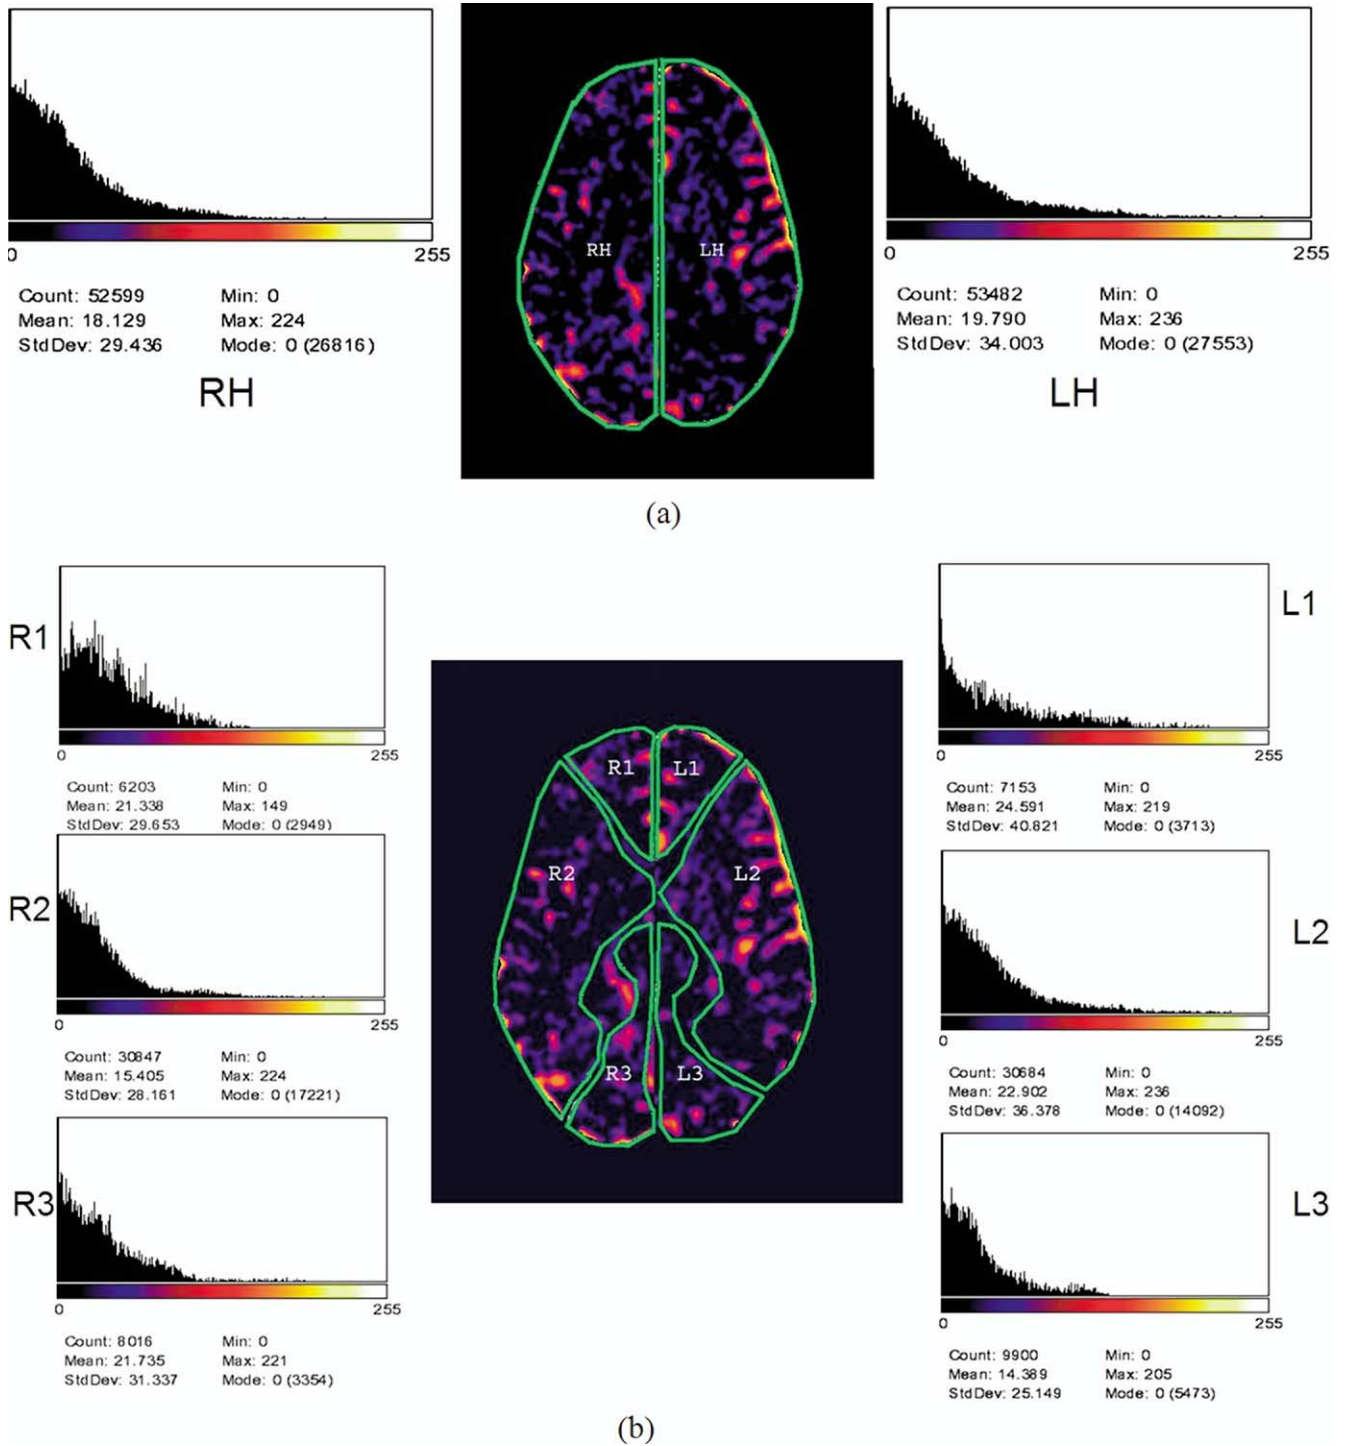 0 255
Count: 52599 Min: 0
Mean: 18.129 Max: 224
StdDev: 29.436 Mode: 0 (26816)
RH
RH LH
0 255
Count: 53482 Min: 0
Mean: 19.790 Max: 236
StdDev: 34.003 Mode: 0 (27553)
LH
(a)
R1
0 255
Count: 6203 Min: 0
Mean: 21.338 Max: 149
StdDev: 29.653 Mode: 0 (2949)
R2
0 255
Count: 30847 Min: 0
Mean: 15.405 Max: 224
StdDev: 28.161 Mode: 0 (17221)
R3
0 255
Count: 8016 Min: 0
Mean: 21.735 Max: 221
StdDev: 31.337 Mode: 0 (3354)
R1 L1
R2 L2
R3 L3
L1
0 255
Count: 7153 Min: 0
Mean: 24.591 Max: 219
StdDev: 40.821 Mode: 0 (3713)
L2
0 255
Count: 30684 Min: 0
Mean: 22.902 Max: 236
StdDev: 36.378 Mode: 0 (14092)
L3
0 255
Count: 9900 Min: 0
Mean: 14.389 Max: 205
StdDev: 25.149 Mode: 0 (5473)
(b)